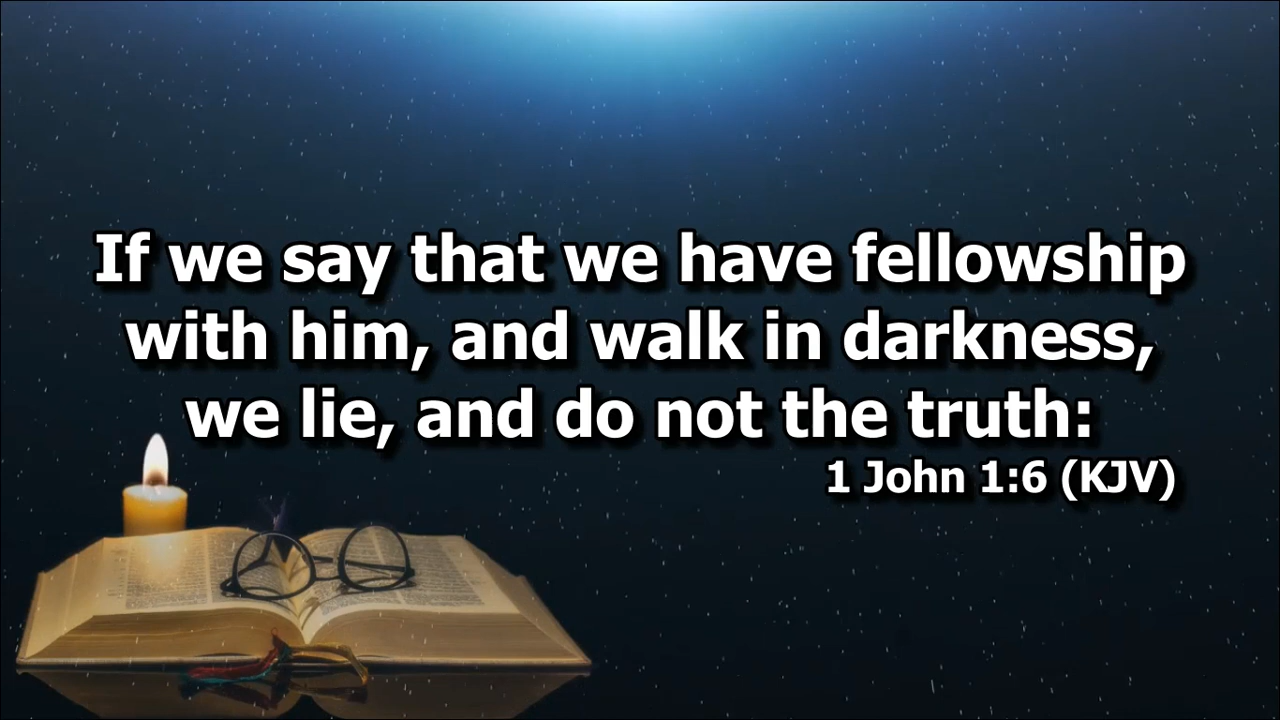 If we say that we have fellowship
with him, and walk in darkness,
we lie, and do not the truth:
1 John 1:6 (KJV)